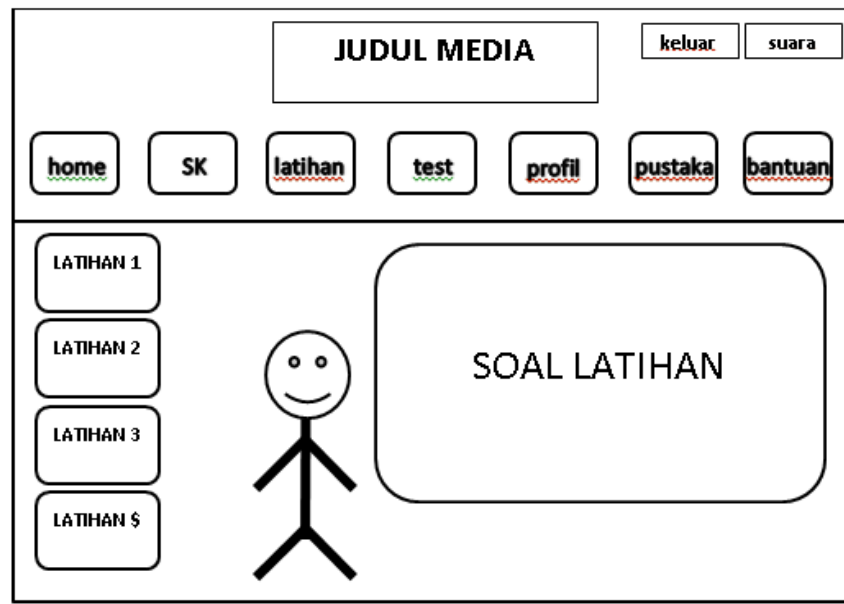 JUDUL MEDIA
keluar
suara
home
SK
latihan
test
profil
pustaka
bantuan
LATIHAN 1
LATIHAN 2
LATIHAN 3
LATIHAN $
SOAL LATIHAN